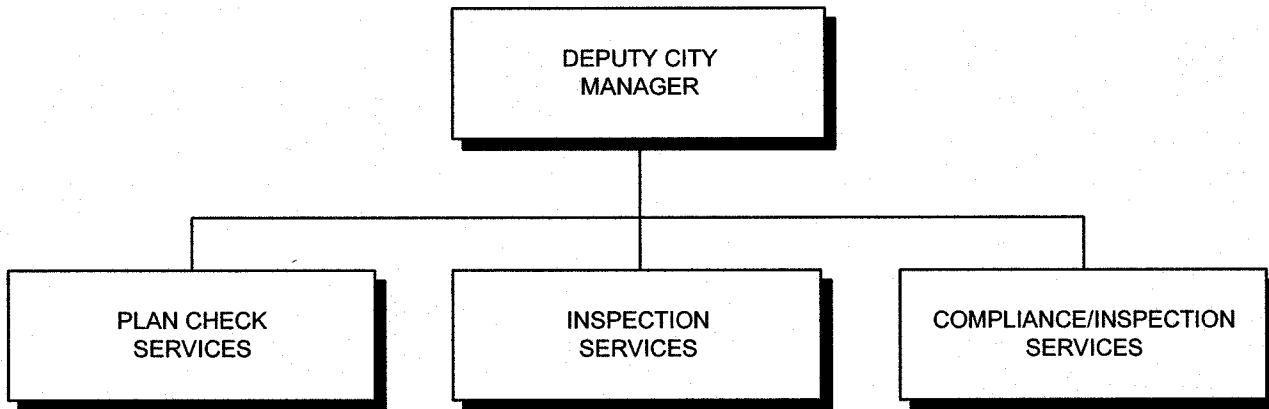 DEPUTY CITY
MANAGER
PLAN CHECK
SERVICES
INSPECTION
SERVICES
COMPLIANCE/INSPECTION
SERVICES